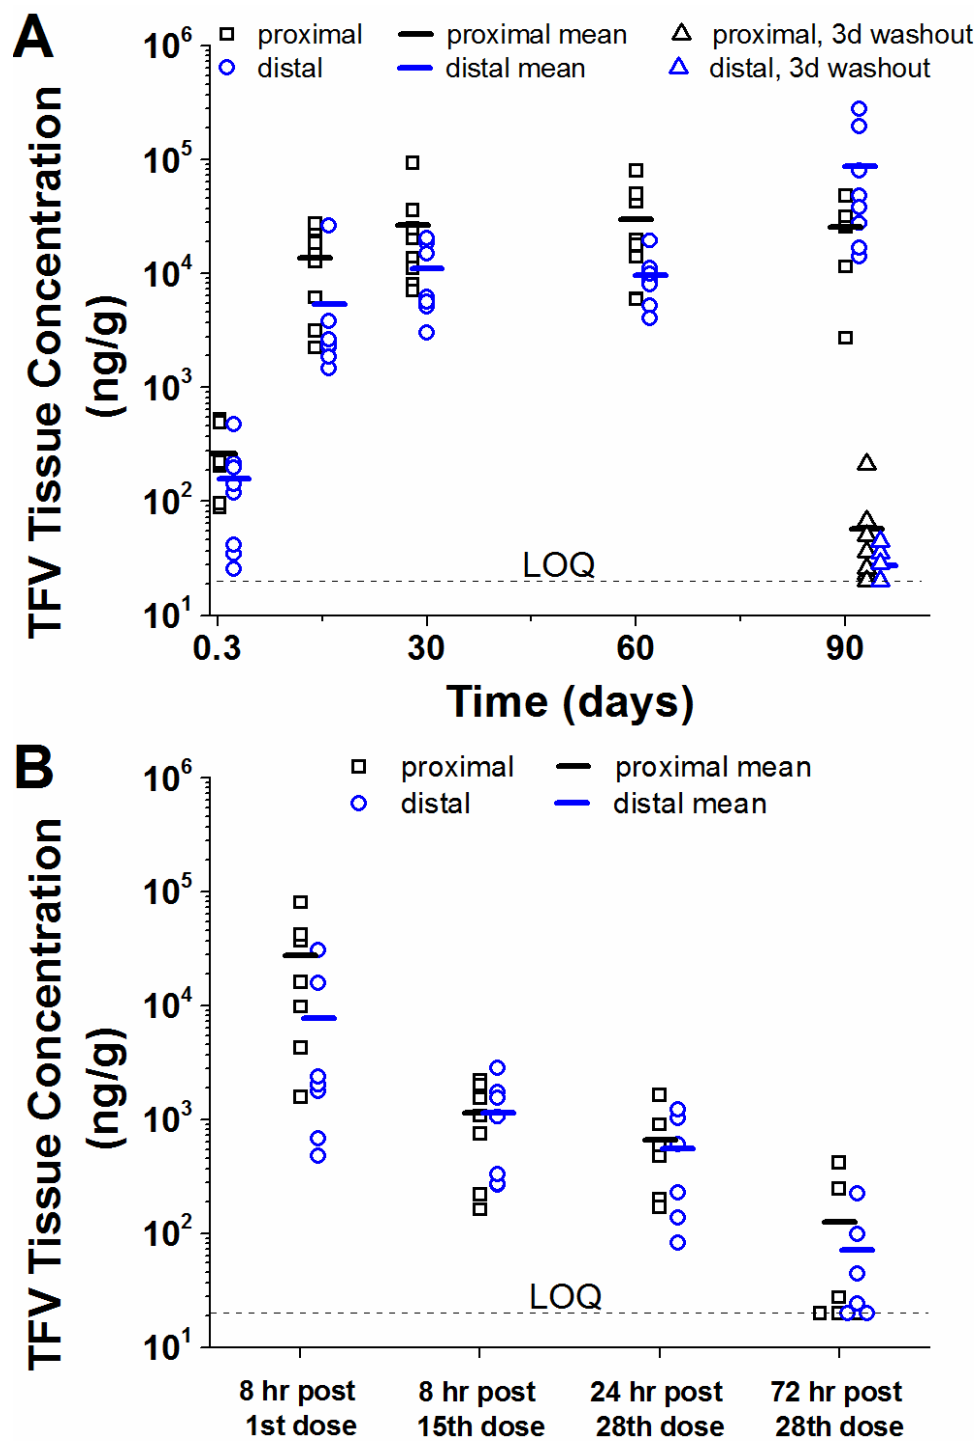 A
proximal proximal mean proximal, 3d washout
distal distal mean distal, 3d washout
TFV Tissue Concentration
(ng/g)
10^6
10^5
10^4
10^3
10^2
10^1
LOQ
0.3 30 60 90
Time (days)
B
proximal proximal mean
distal distal mean
TFV Tissue Concentration
(ng/g)
10^6
10^5
10^4
10^3
10^2
10^1
LOQ
8 hr post 8 hr post 24 hr post 72 hr post
1st dose 15th dose 28th dose 28th dose